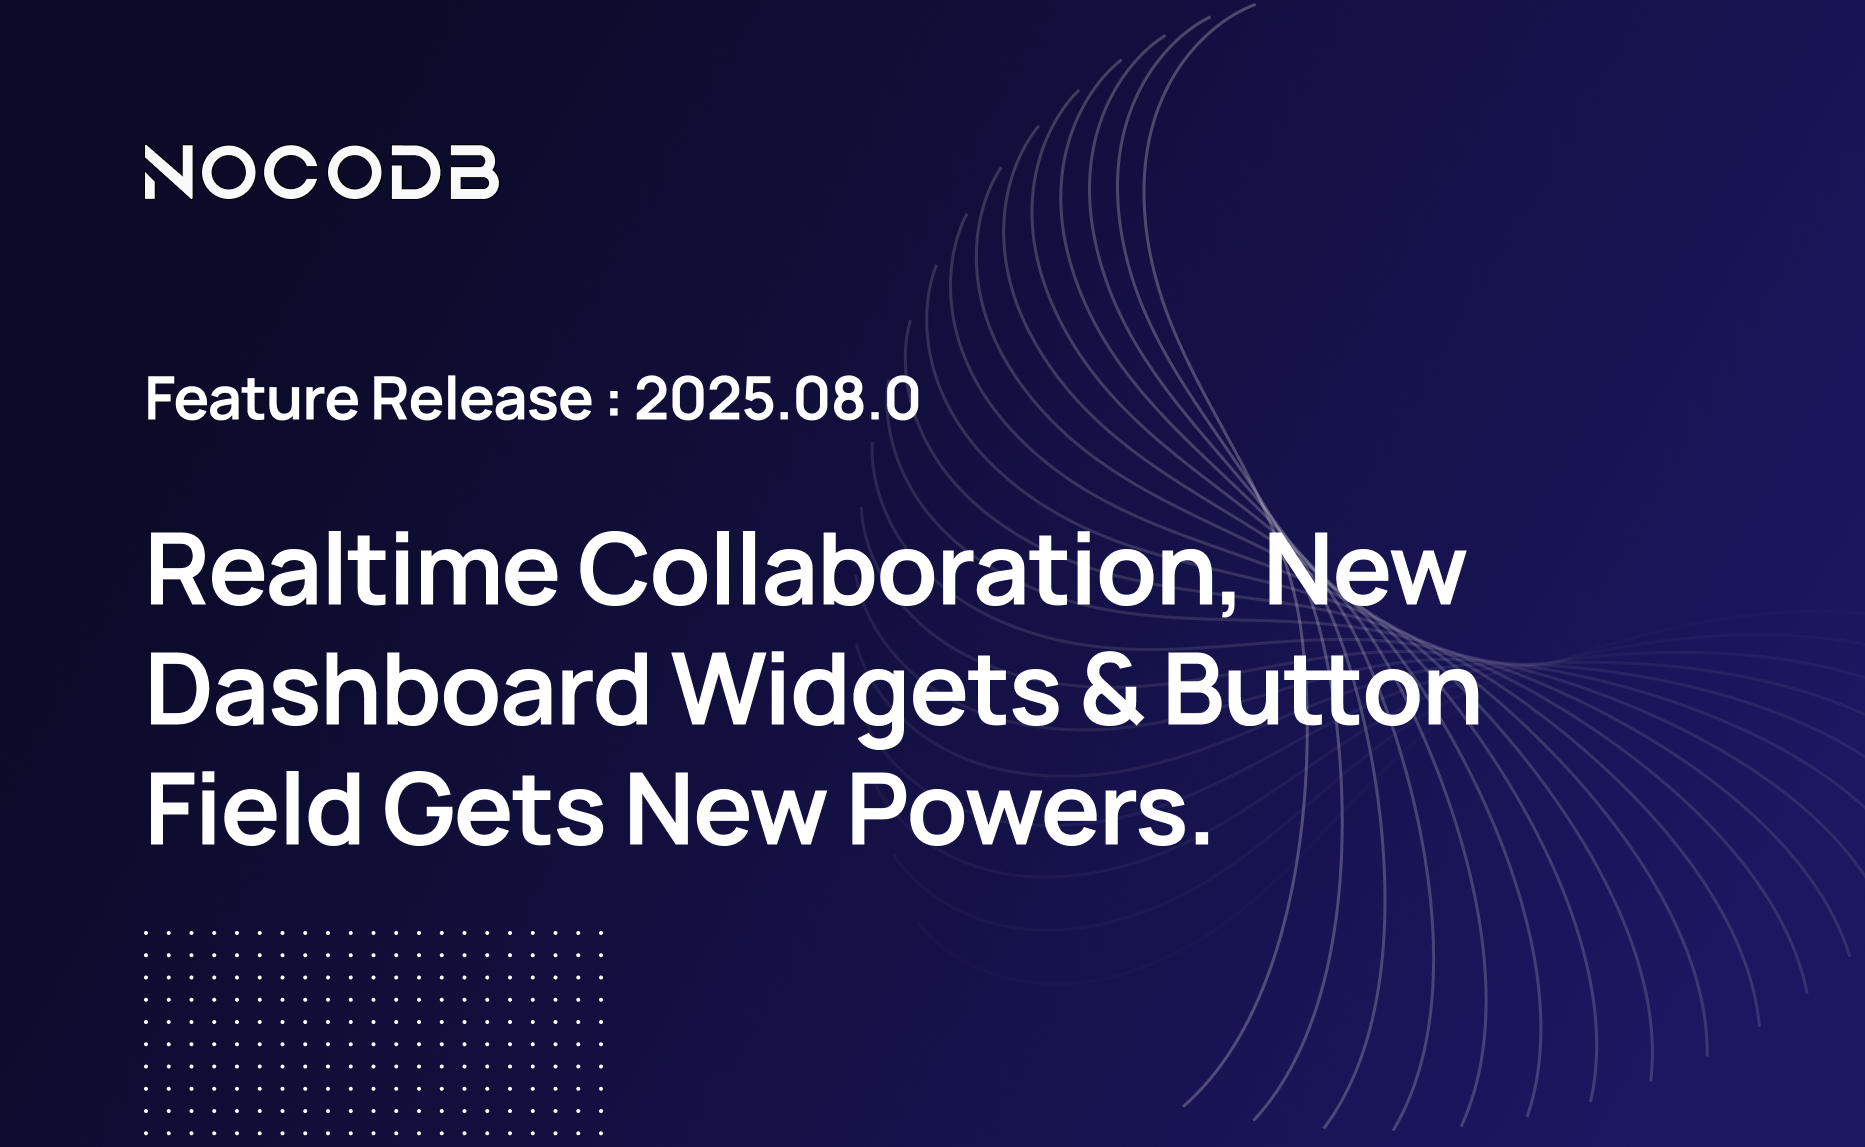 NOCODB
Feature Release : 2025.08.0
Realtime Collaboration, New
Dashboard Widgets & Button
Field Gets New Powers.